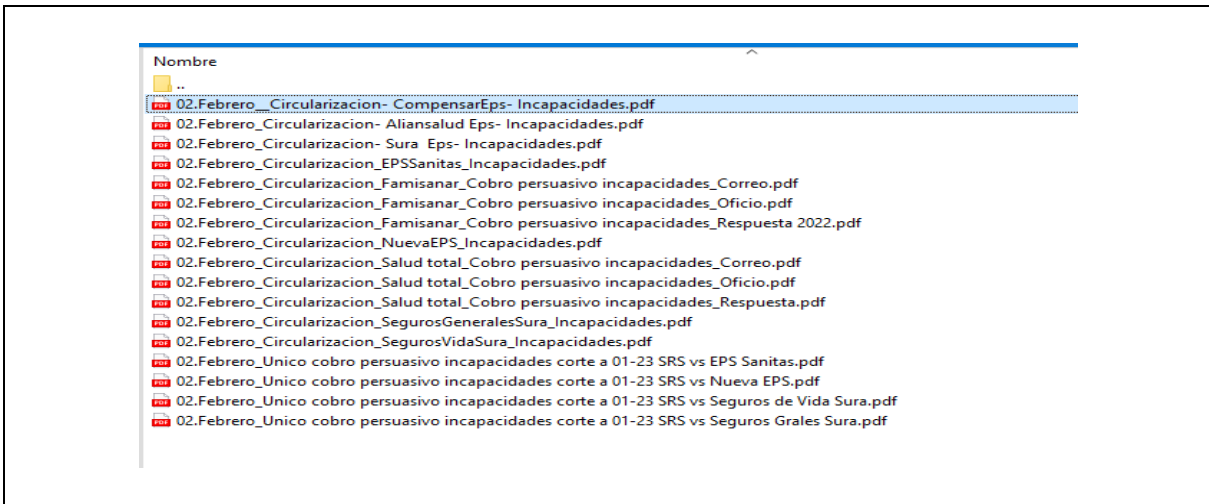 Nombre
..
02.Febrero__Circularizacion- CompensarEps- Incapacidades.pdf
02.Febrero_Circularizacion- Aliansalud Eps- Incapacidades.pdf
02.Febrero_Circularizacion- Sura  Eps- Incapacidades.pdf
02.Febrero_Circularizacion_EPSSanitas_Incapacidades.pdf
02.Febrero_Circularizacion_Famisanar_Cobro persuasivo incapacidades_Correo.pdf
02.Febrero_Circularizacion_Famisanar_Cobro persuasivo incapacidades_Oficio.pdf
02.Febrero_Circularizacion_Famisanar_Cobro persuasivo incapacidades_Respuesta 2022.pdf
02.Febrero_Circularizacion_NuevaEPS_Incapacidades.pdf
02.Febrero_Circularizacion_Salud total_Cobro persuasivo incapacidades_Correo.pdf
02.Febrero_Circularizacion_Salud total_Cobro persuasivo incapacidades_Oficio.pdf
02.Febrero_Circularizacion_Salud total_Cobro persuasivo incapacidades_Respuesta.pdf
02.Febrero_Circularizacion_SegurosGeneralesSura_Incapacidades.pdf
02.Febrero_Circularizacion_SegurosVidaSura_Incapacidades.pdf
02.Febrero_Unico cobro persuasivo incapacidades corte a 01-23 SRS vs EPS Sanitas.pdf
02.Febrero_Unico cobro persuasivo incapacidades corte a 01-23 SRS vs Nueva EPS.pdf
02.Febrero_Unico cobro persuasivo incapacidades corte a 01-23 SRS vs Seguros de Vida Sura.pdf
02.Febrero_Unico cobro persuasivo incapacidades corte a 01-23 SRS vs Seguros Grales Sura.pdf